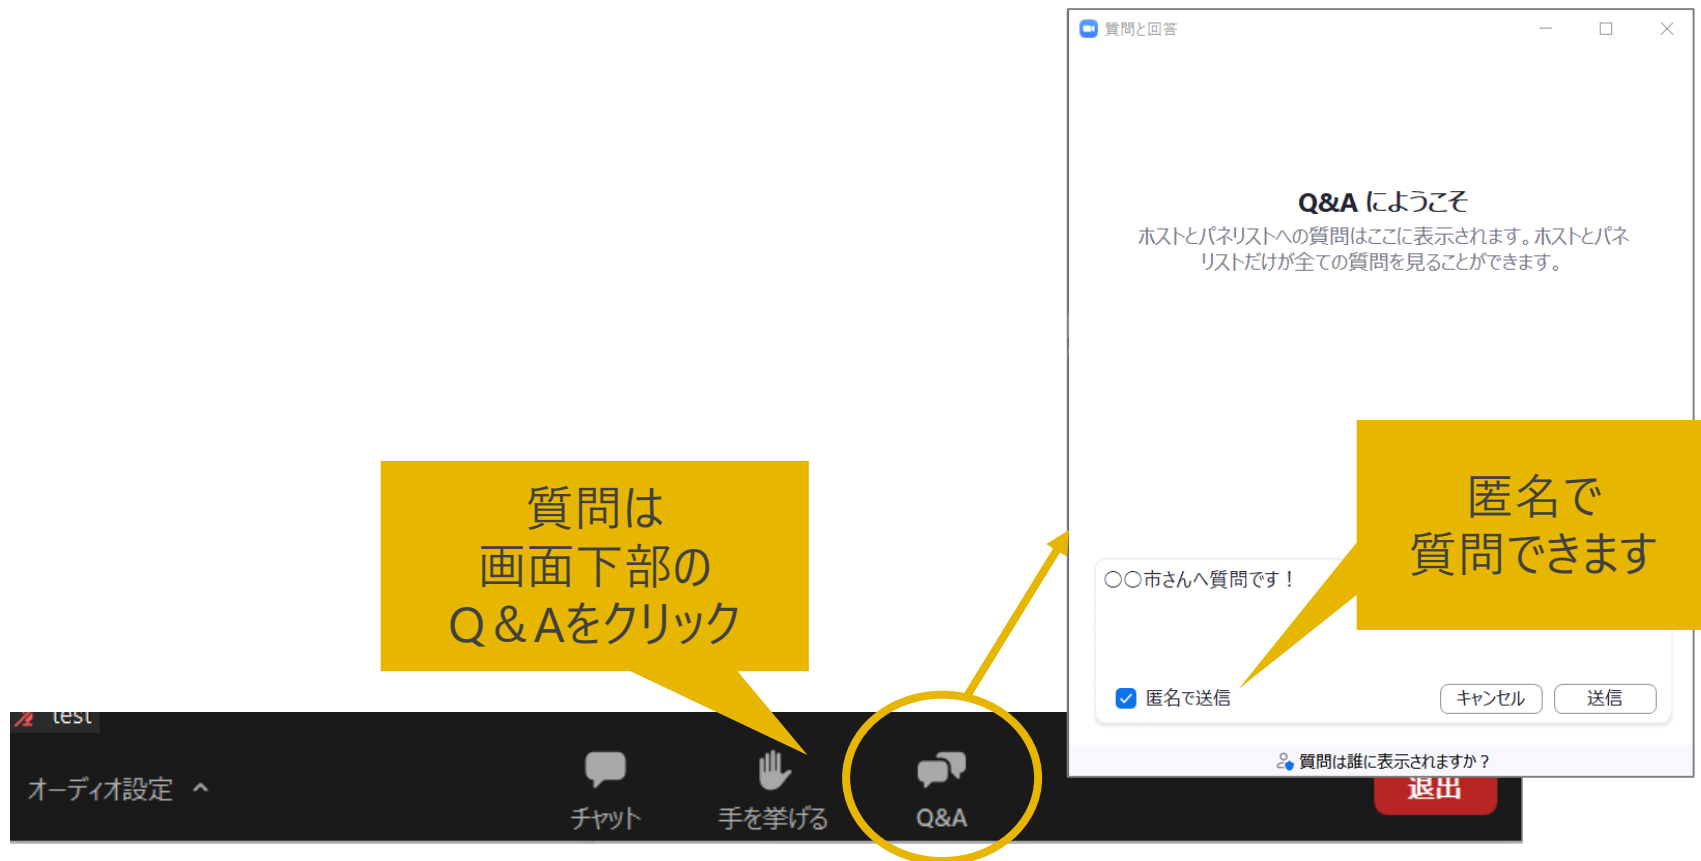 質問と回答
Q&A にようこそ
ホストとパネリストへの質問はここに表示されます。ホストとパネ
リストだけが全ての質問を見ることができます。
質問は
画面下部の
Q＆Aをクリック
匿名で
質問できます
○○市さんへ質問です！
匿名で送信
キャンセル
送信
質問は誰に表示されますか？
test
オーディオ設定
チャット
手を挙げる
Q&A
退出